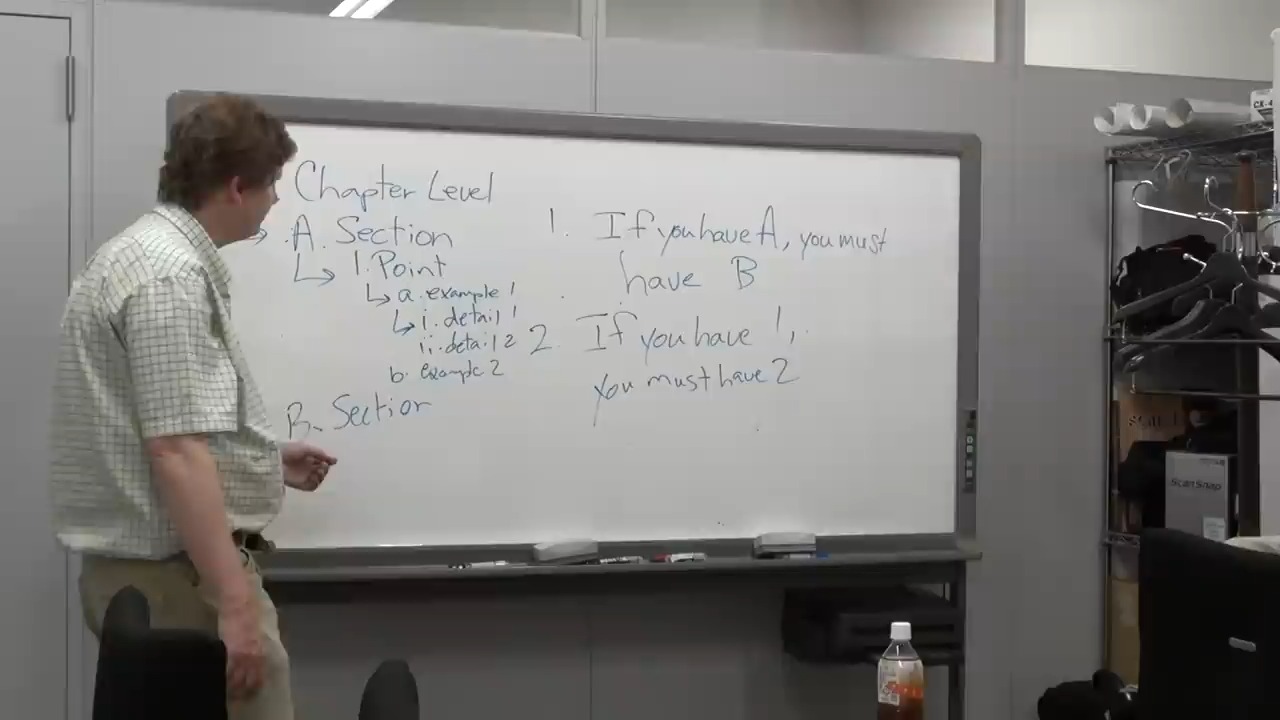 Chapter Level
A. Section
1. Point
a. example 1
i. detail 1
ii. detail 2
b. example 2
B. Section
1. If you have A, you must
have B
2. If you have 1,
you must have 2
ScanSnap